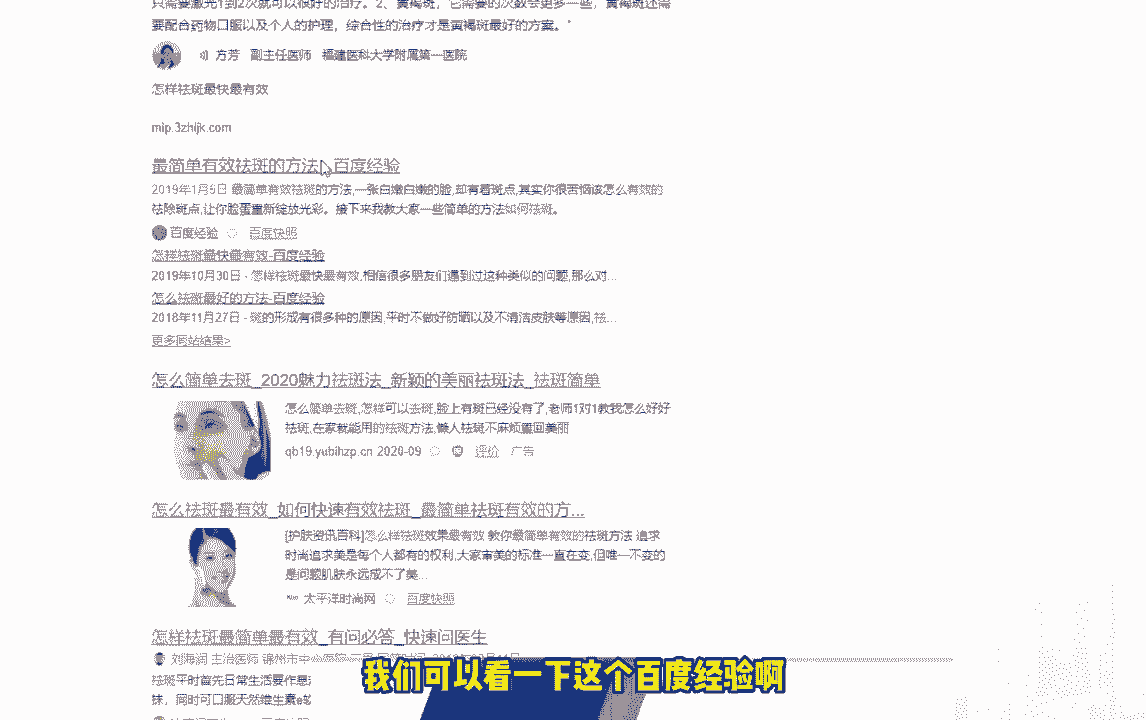 只需要激光1到2次就可以很好的治疗。2、黄褐斑，它需要的次数会更多一些，黄褐斑还需
要配合药物口服以及个人的护理，综合性的治疗才是黄褐斑最好的方案。"
方芳 副主任医师 福建医科大学附属第一医院
怎样祛斑最快最有效
mip.3zhijk.com
最简单有效祛斑的方法_百度经验
2019年1月5日 最简单有效祛斑的方法,一张白嫩白嫩的脸,却有着斑点,其实你很苦恼该怎么有效的
祛除斑点,让你脸蛋重新绽放光彩。接下来我教大家一些简单的方法如何祛斑。
百度经验 百度快照
怎样祛斑最快最有效-百度经验
2019年10月30日 - 怎样祛斑最快最有效,相信很多朋友们遇到过这种类似的问题,那么对...
怎么祛斑最好的方法-百度经验
2018年11月27日 - 斑的形成有很多种的原因,平时不做好防晒以及不清洁皮肤等原因,祛...
更多同站结果>
怎么简单去斑_2020魅力祛斑法_新颖的美丽祛斑法_祛斑简单
怎么简单去斑,怎样可以去斑,脸上有斑已经没有了,老师1对1教我怎么好好
祛斑,在家就能用的祛斑方法,懒人祛斑不麻烦重回美丽
qb19.yubihzp.cn 2020-09 评价 广告
怎么祛斑最有效_如何快速有效祛斑_最简单祛斑有效的方...
[护肤资讯百科]怎么样祛斑效果最有效 教你最简单有效的祛斑方法 追求
时尚追求美是每个人都有的权利,大家审美的标准一直在变,但唯一不变的
是问题肌肤永远成不了美...
太平洋时尚网 百度快照
怎样祛斑最简单最有效_有问必答_快速问医生
刘海润 主治医师 锦州市中
祛斑平时首先日常生活要作息
抹，同时可口服天然维生素e
我们可以看一下这个百度经验啊